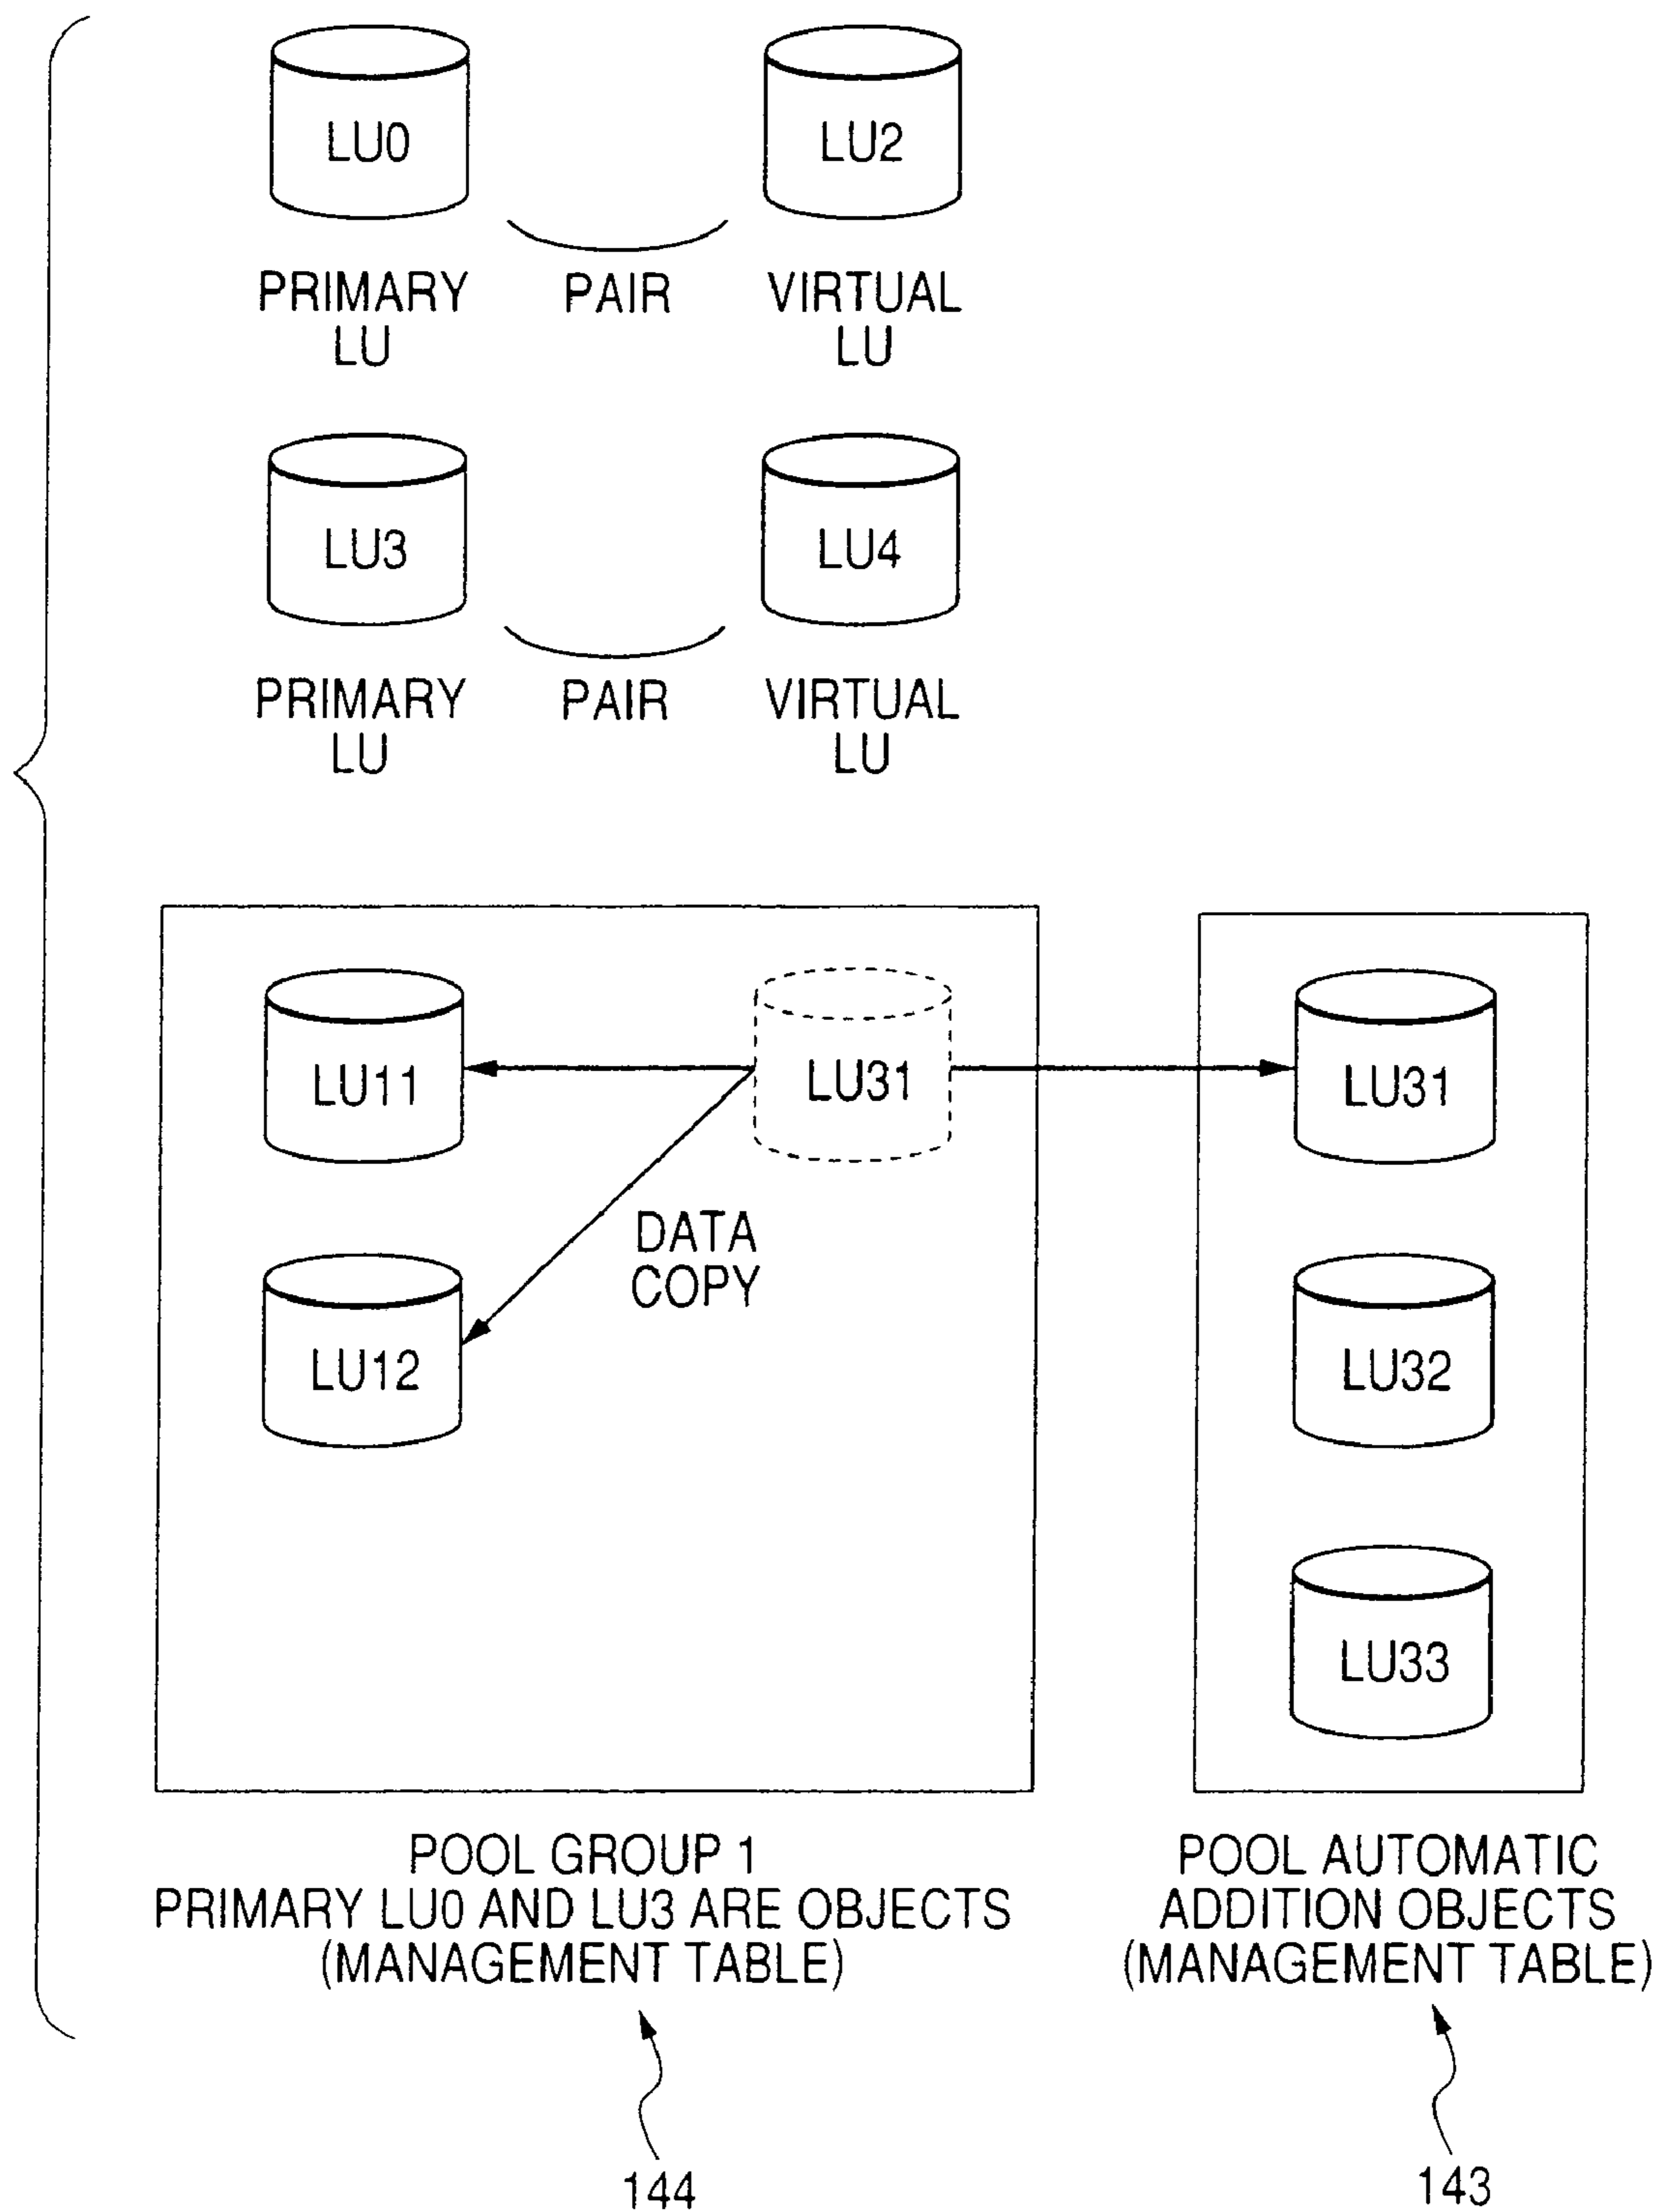 LU0
LU2
PRIMARY
LU
PAIR
VIRTUAL
LU
LU3
LU4
PRIMARY
LU
PAIR
VIRTUAL
LU
LU11
LU31
LU31
DATA
COPY
LU12
LU32
LU33
POOL GROUP 1
PRIMARY LU0 AND LU3 ARE OBJECTS
(MANAGEMENT TABLE)
POOL AUTOMATIC
ADDITION OBJECTS
(MANAGEMENT TABLE)
144
143